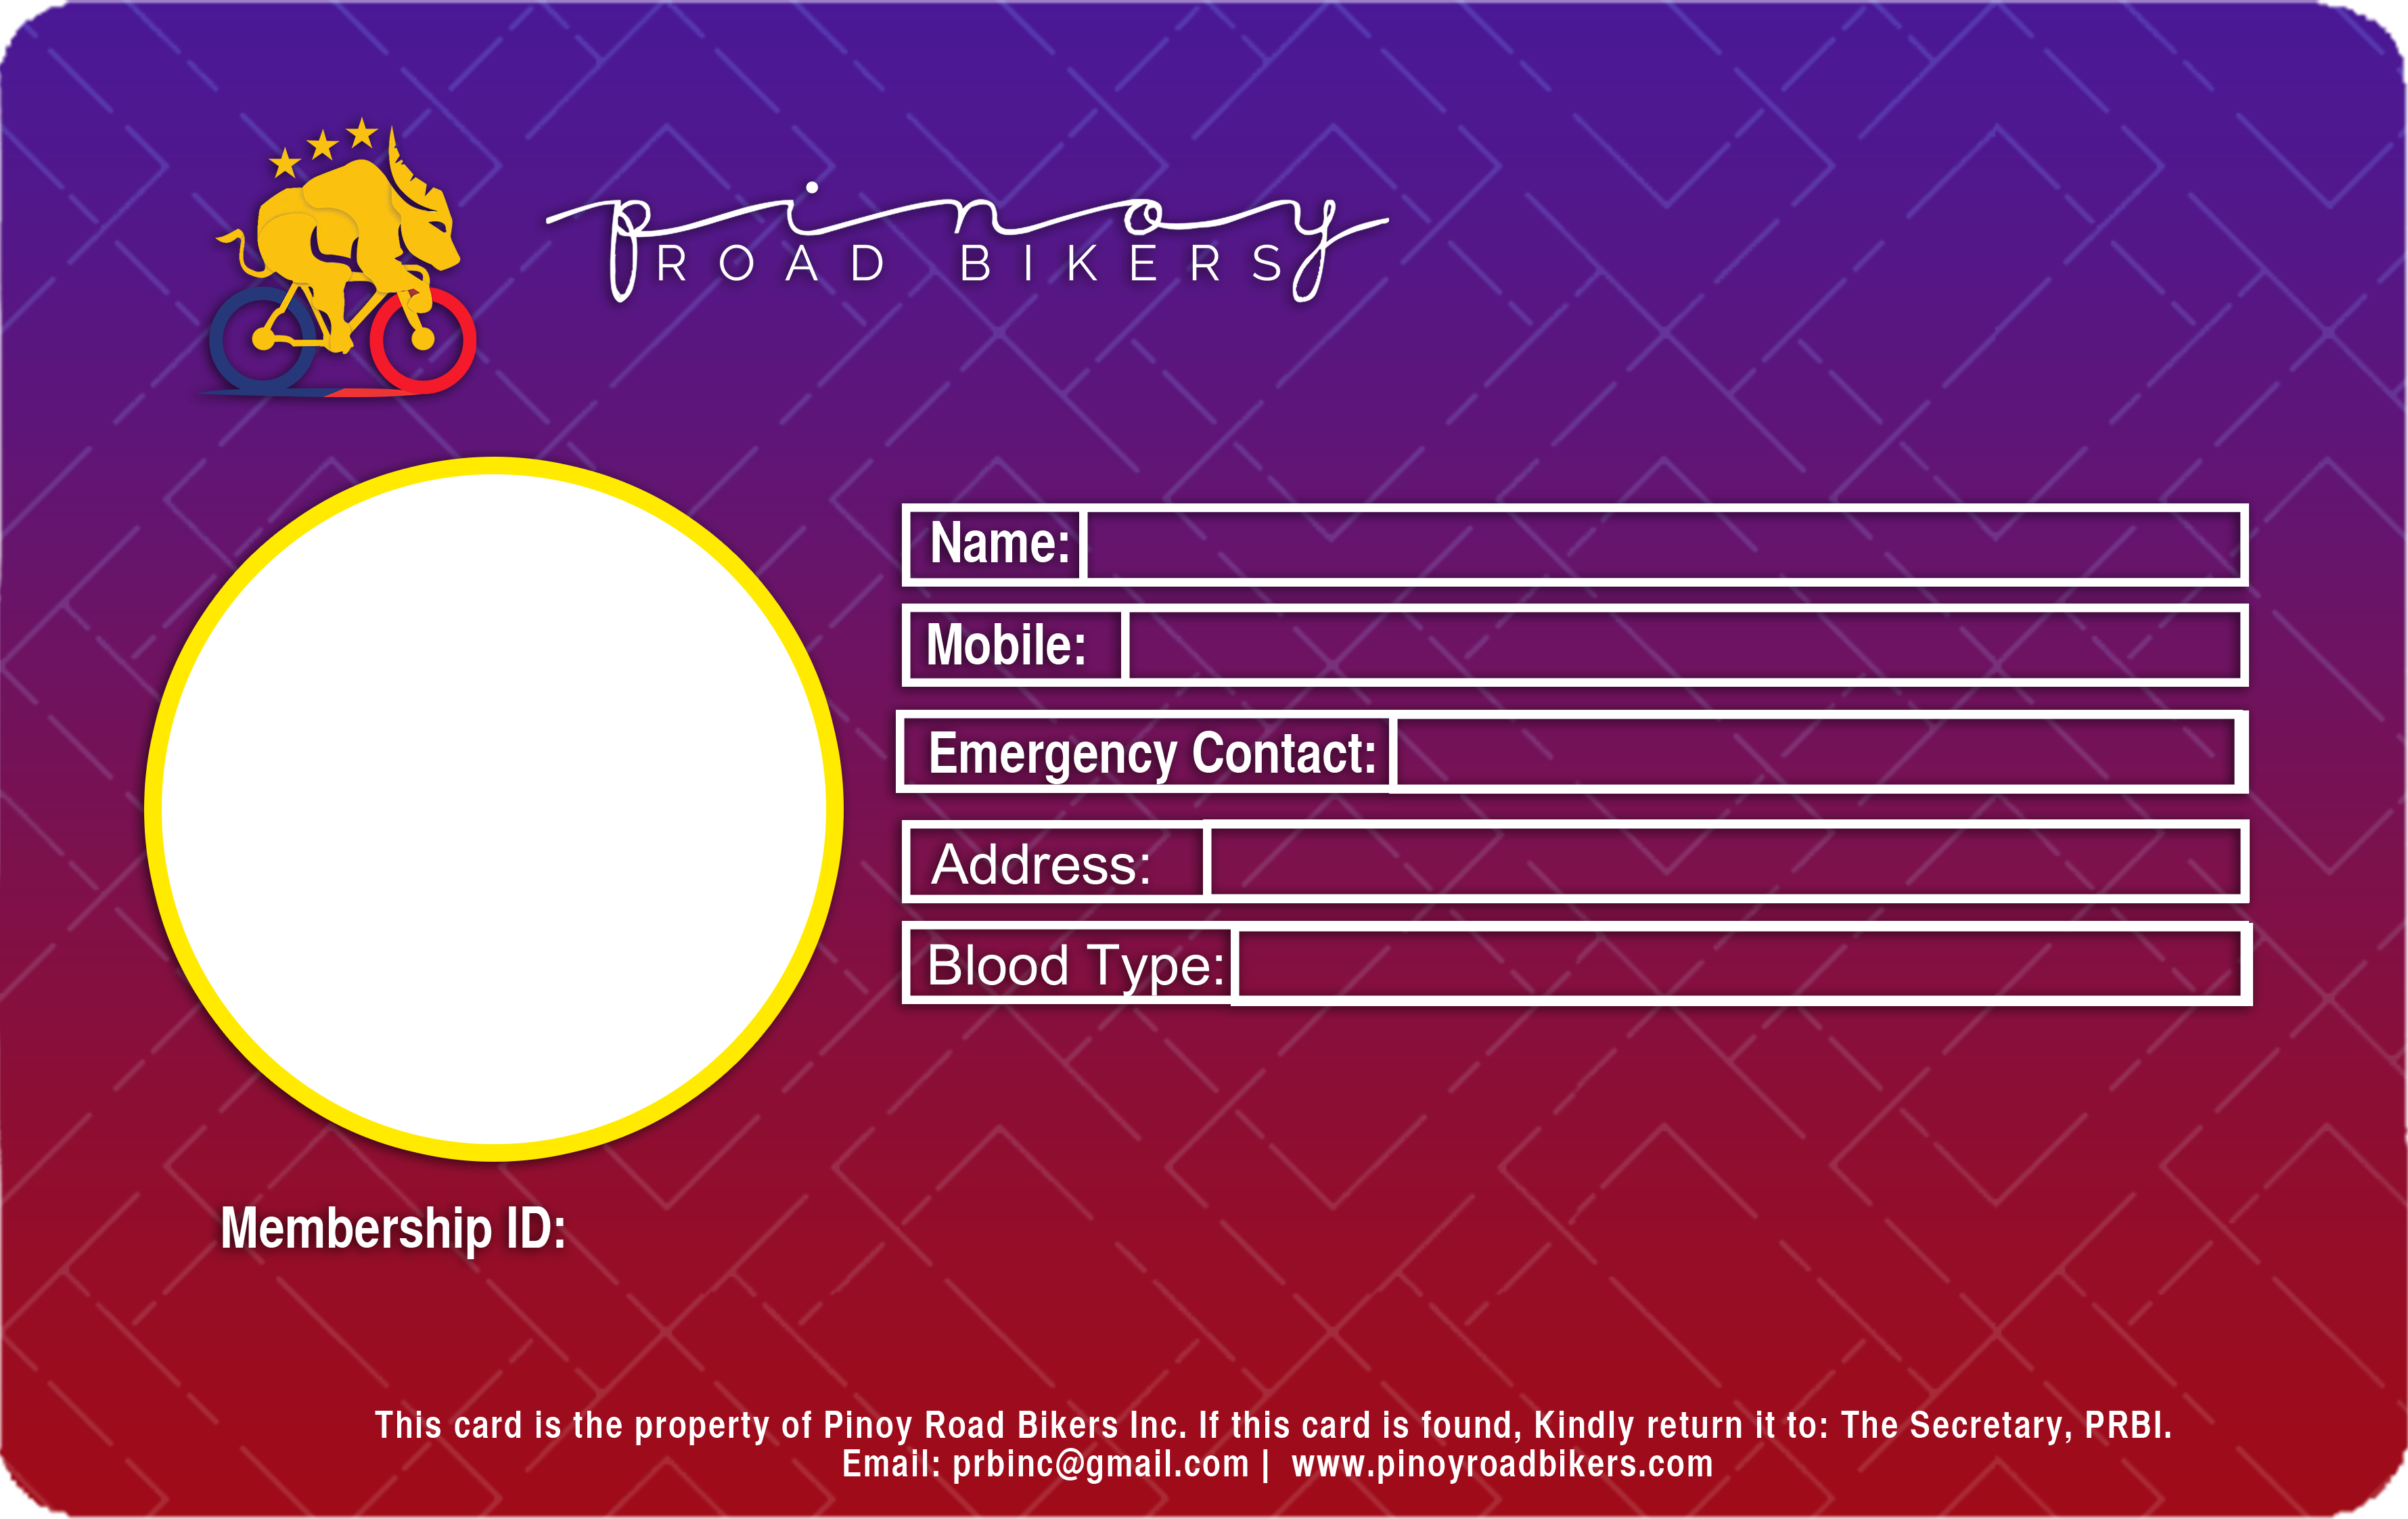 pinoy
ROAD BIKERS
Name:
Mobile:
Emergency Contact:
Address:
Blood Type:
Membership ID:
This card is the property of Pinoy Road Bikers Inc. If this card is found, Kindly return it to: The Secretary, PRBI.
Email: prbinc@gmail.com | www.pinoyroadbikers.com